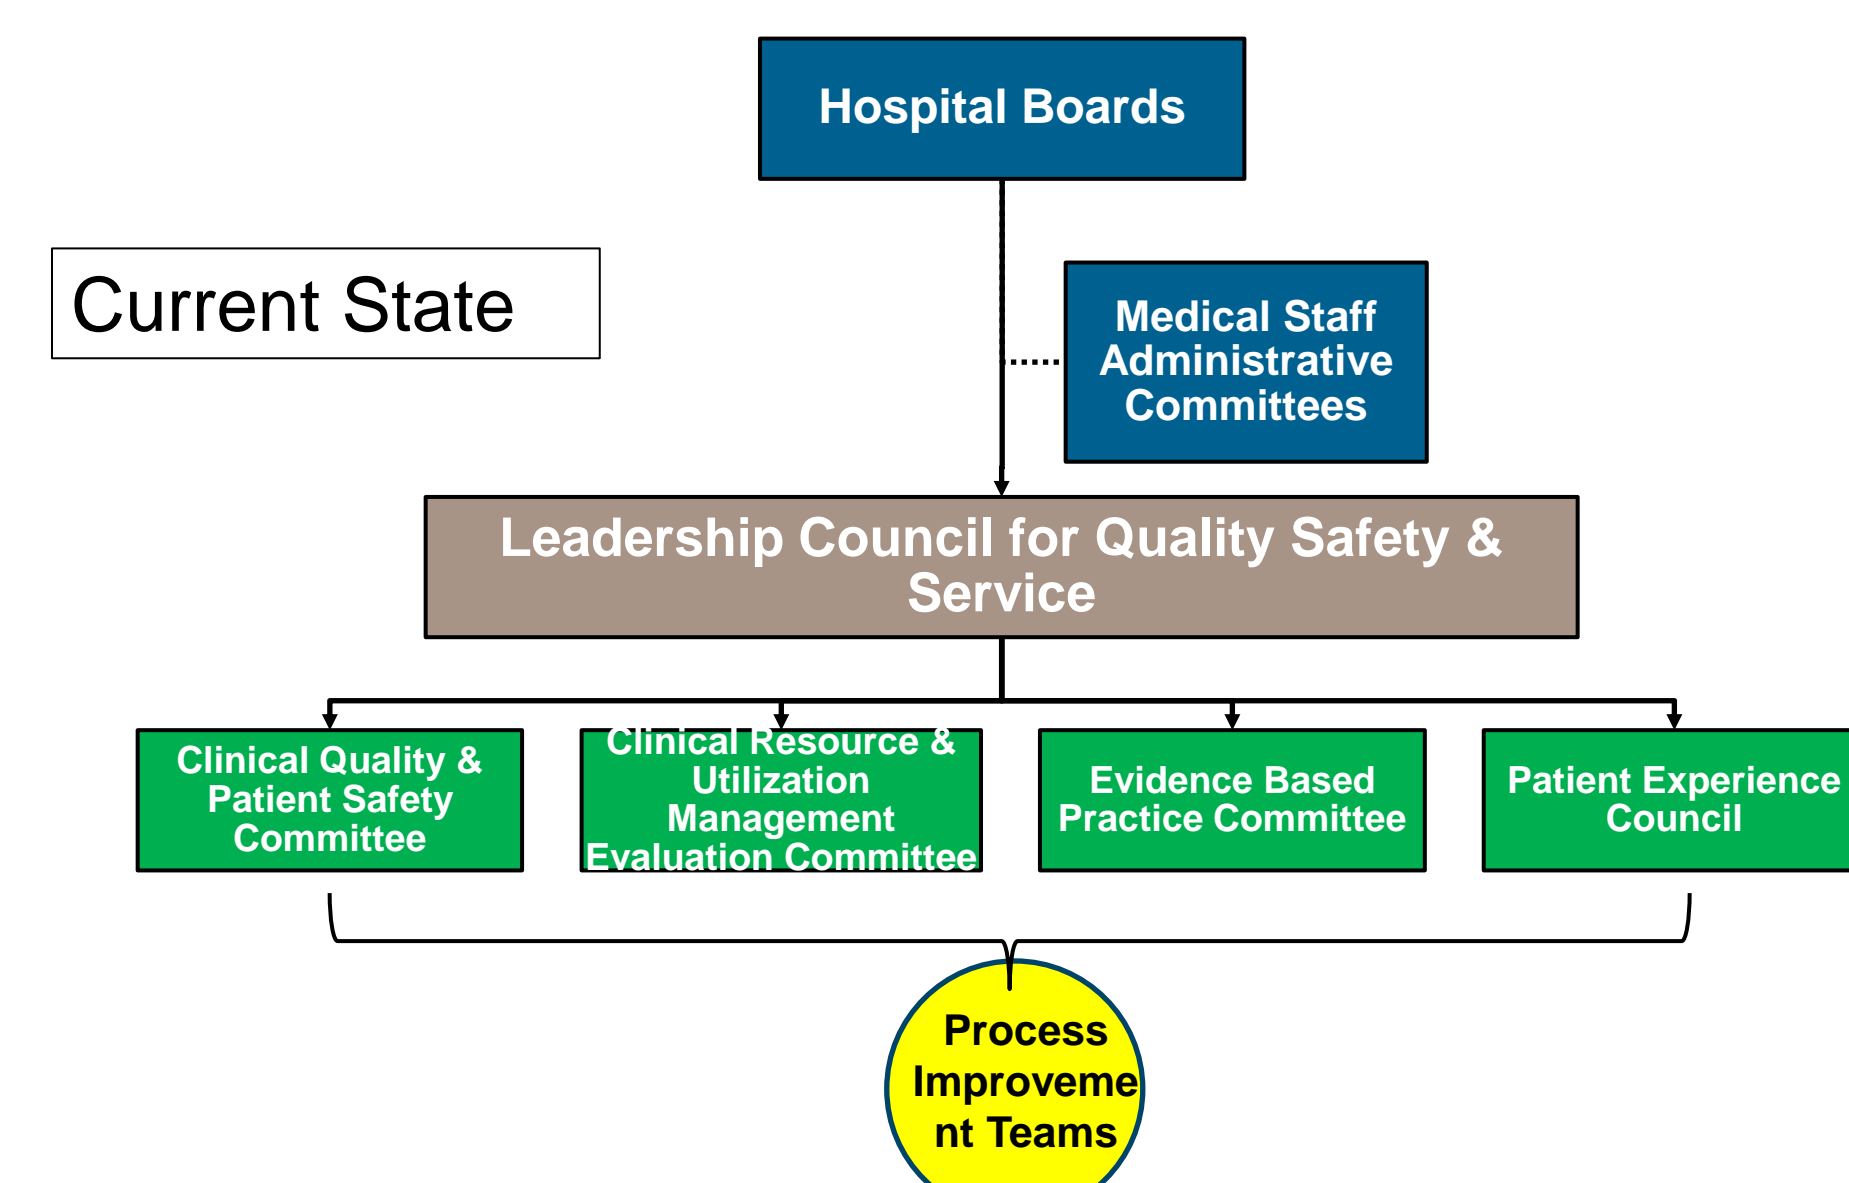 Hospital Boards
Current State
Medical Staff
Administrative
Committees
Leadership Council for Quality Safety &
Service
Clinical Quality &
Patient Safety
Committee
Clinical Resource &
Utilization
Management
Evaluation Committee
Evidence Based
Practice Committee
Patient Experience
Council
Process
Improveme
nt Teams